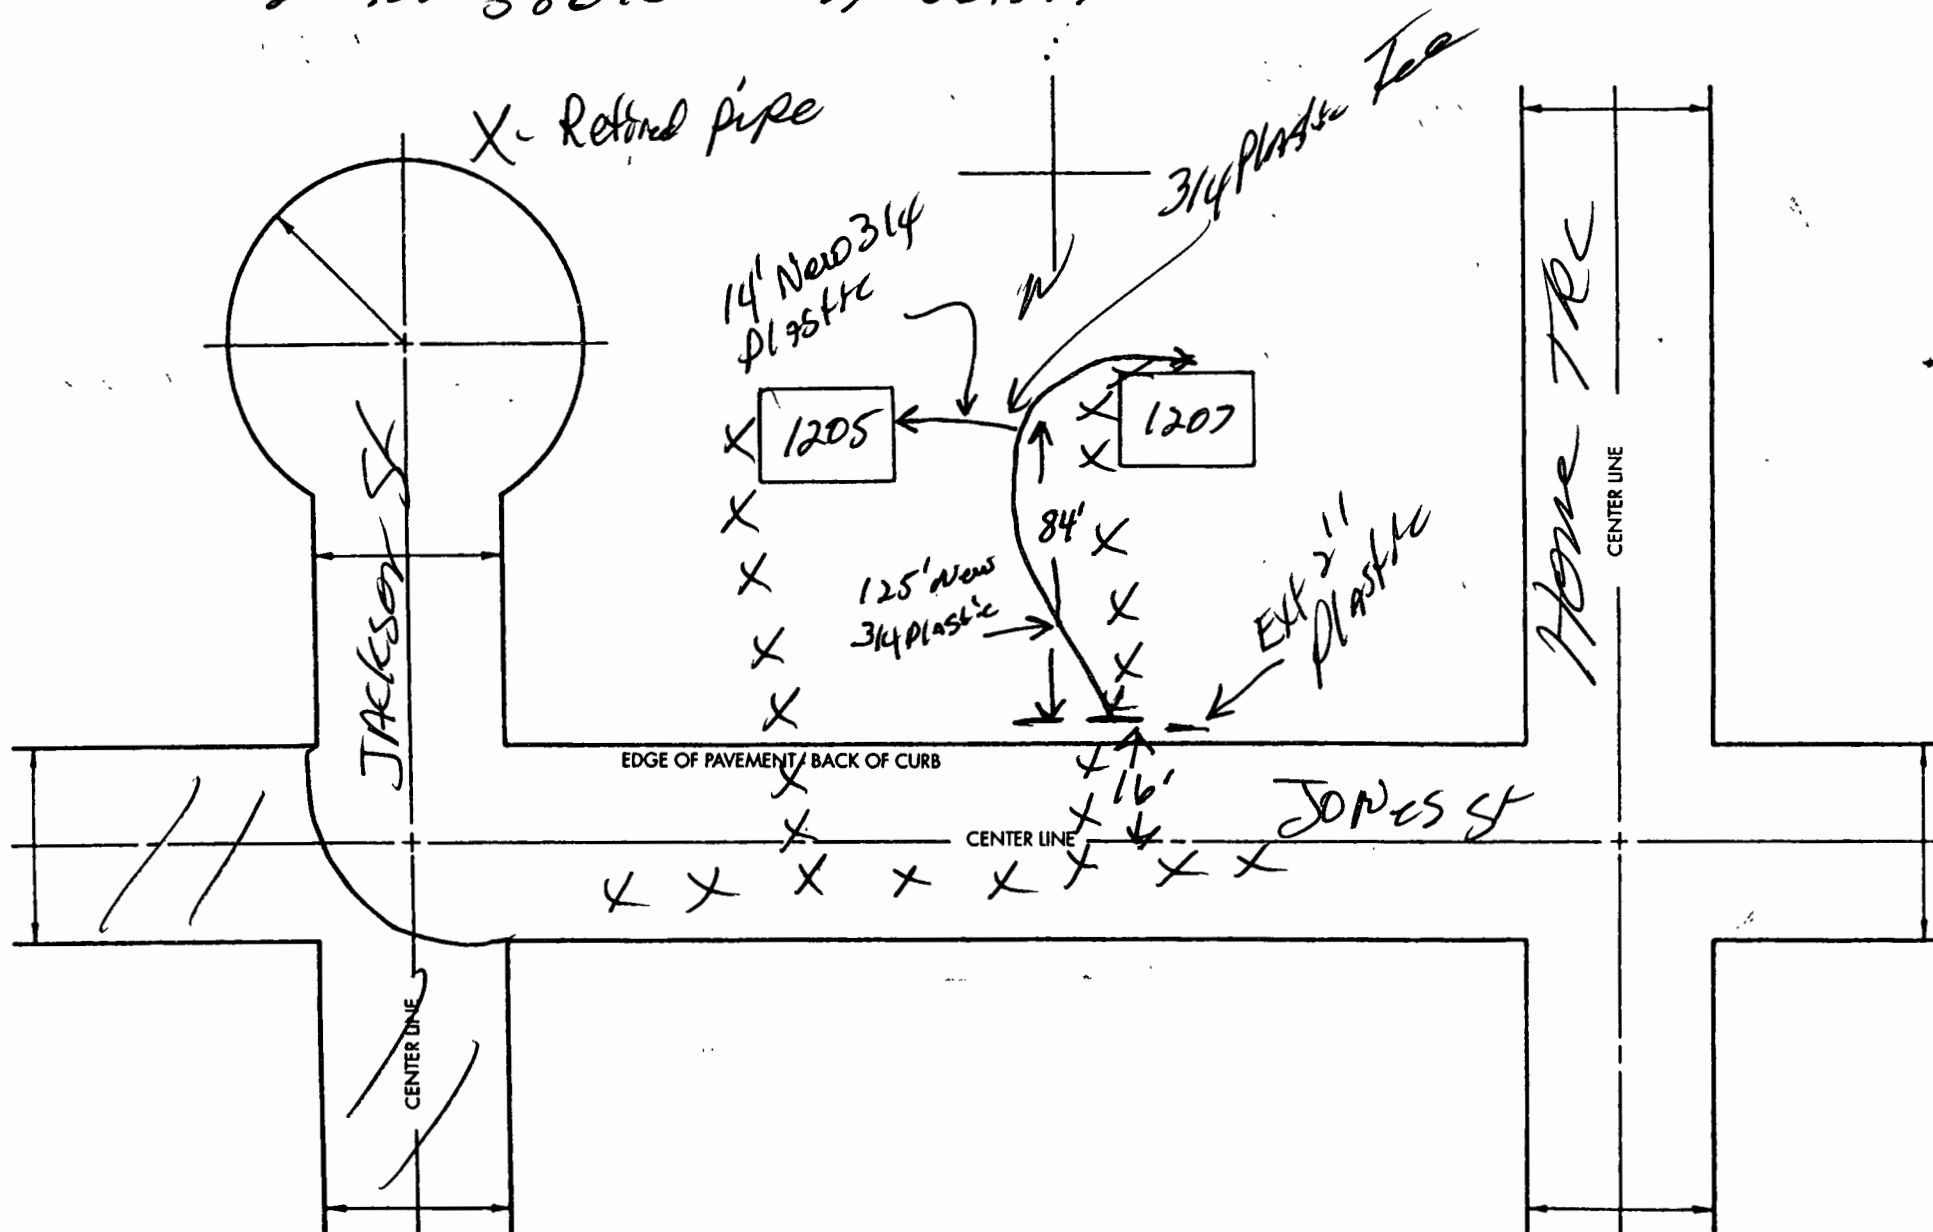 X- Retired pipe
3/4 plastic Tee
14' New 3/4
plastic
N
1205
1207
84'
125' New
3/4 plastic
Ext 2"
plastic
Jackson St
EDGE OF PAVEMENT / BACK OF CURB
16'
Jones St
CENTER LINE
CENTER LINE
CENTER LINE